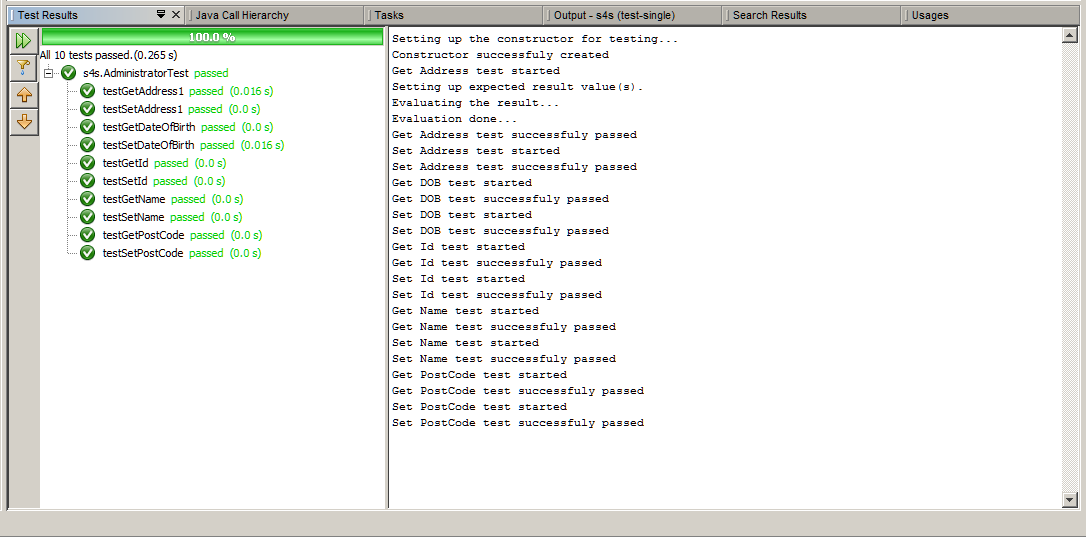 Test Results
Java Call Hierarchy
Tasks
Output - s4s (test-single)
Search Results
Usages
100.0 %
All 10 tests passed.(0.265 s)
s4s.AdministratorTest passed
testGetAddress1 passed (0.016 s)
testSetAddress1 passed (0.0 s)
testGetDateOfBirth passed (0.0 s)
testSetDateOfBirth passed (0.016 s)
testGetId passed (0.0 s)
testSetId passed (0.0 s)
testGetName passed (0.0 s)
testSetName passed (0.0 s)
testGetPostCode passed (0.0 s)
testSetPostCode passed (0.0 s)
Setting up the constructor for testing...
Constructor successfuly created
Get Address test started
Setting up expected result value(s).
Evaluating the result...
Evaluation done...
Get Address test successfuly passed
Set Address test started
Set Address test successfuly passed
Get DOB test started
Get DOB test successfuly passed
Set DOB test started
Set DOB test successfuly passed
Get Id test started
Get Id test successfuly passed
Set Id test started
Set Id test successfuly passed
Get Name test started
Get Name test successfuly passed
Set Name test started
Set Name test successfuly passed
Get PostCode test started
Get PostCode test successfuly passed
Set PostCode test started
Set PostCode test successfuly passed